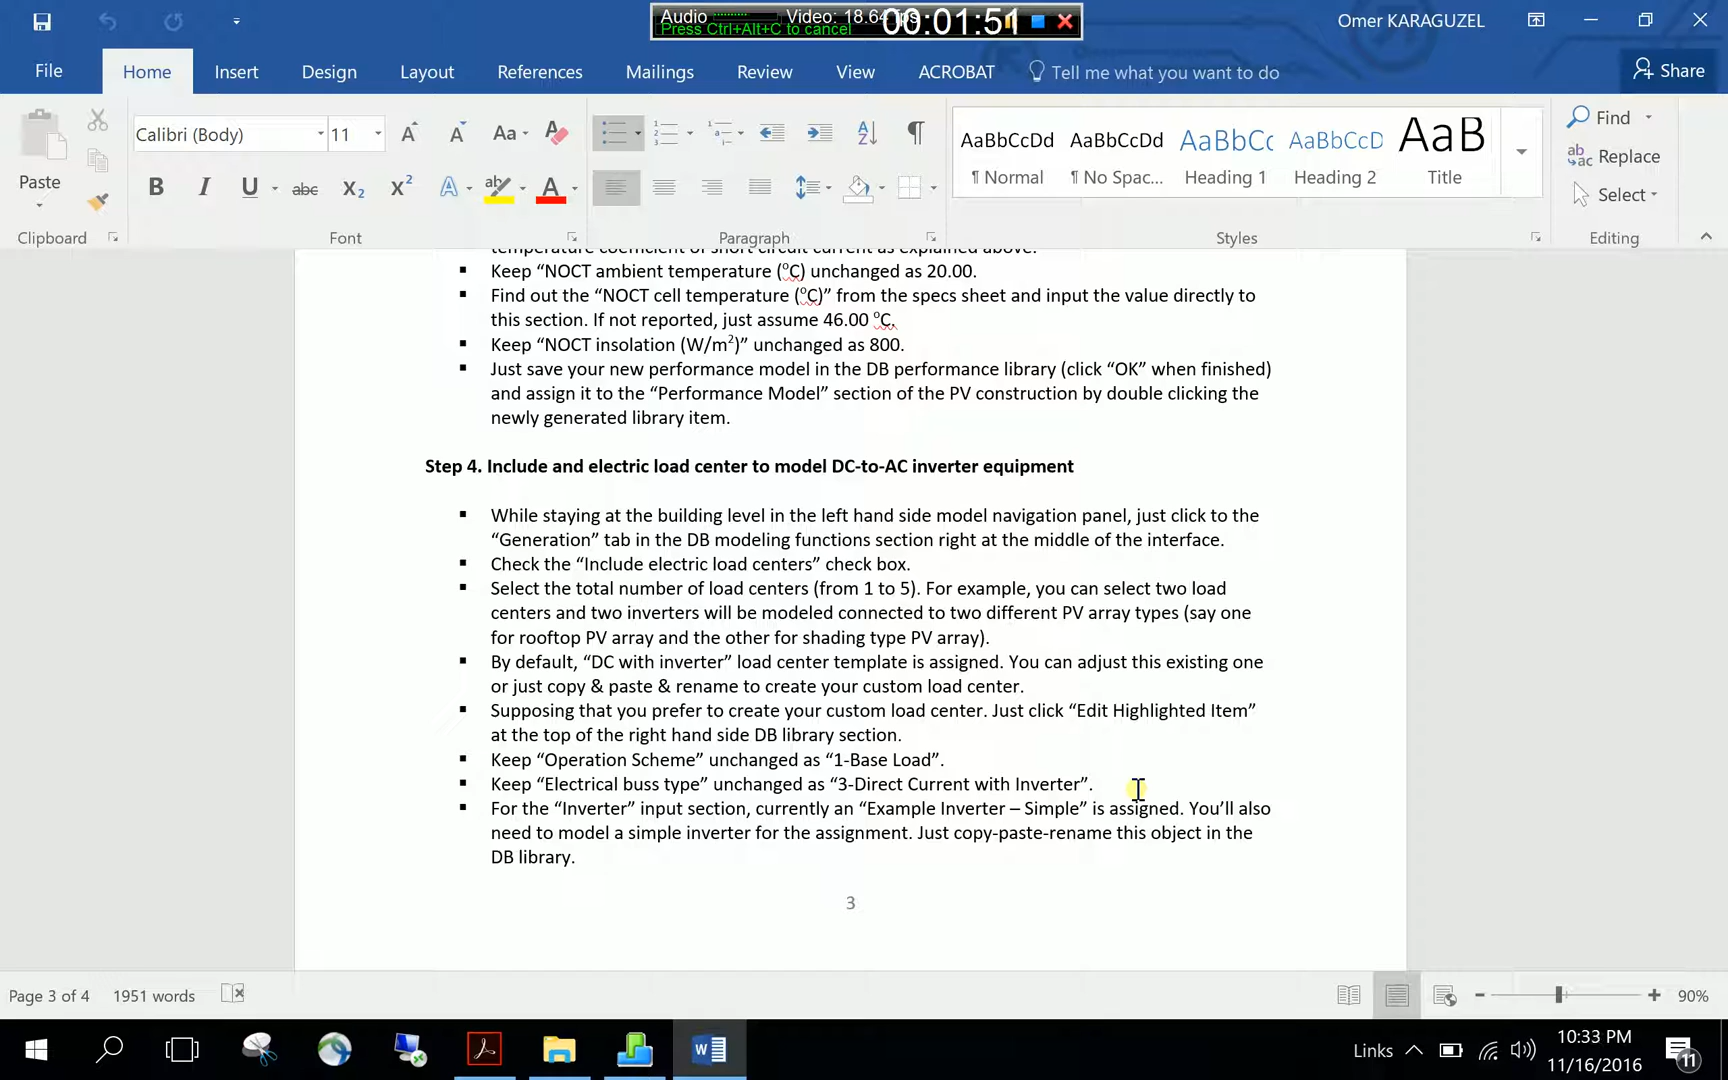 Audio Video: 18.64 fps 00:01:51
Press Ctrl+Alt+C to cancel
Omer KARAGUZEL
File Home Insert Design Layout References Mailings Review View ACROBAT Tell me what you want to do Share
Calibri (Body) 11
Paste
Clipboard Font Paragraph Styles Editing
AaBbCcDd AaBbCcDd AaBbCc AaBbCcD AaB
¶ Normal ¶ No Spac... Heading 1 Heading 2 Title
Find
Replace
Select
temperature coefficient of short circuit current as explained above.
▪ Keep “NOCT ambient temperature (°C) unchanged as 20.00.
▪ Find out the “NOCT cell temperature (°C)” from the specs sheet and input the value directly to
this section. If not reported, just assume 46.00 °C.
▪ Keep “NOCT insolation (W/m²)” unchanged as 800.
▪ Just save your new performance model in the DB performance library (click “OK” when finished)
and assign it to the “Performance Model” section of the PV construction by double clicking the
newly generated library item.
Step 4. Include and electric load center to model DC-to-AC inverter equipment
▪ While staying at the building level in the left hand side model navigation panel, just click to the
“Generation” tab in the DB modeling functions section right at the middle of the interface.
▪ Check the “Include electric load centers” check box.
▪ Select the total number of load centers (from 1 to 5). For example, you can select two load
centers and two inverters will be modeled connected to two different PV array types (say one
for rooftop PV array and the other for shading type PV array).
▪ By default, “DC with inverter” load center template is assigned. You can adjust this existing one
or just copy & paste & rename to create your custom load center.
▪ Supposing that you prefer to create your custom load center. Just click “Edit Highlighted Item”
at the top of the right hand side DB library section.
▪ Keep “Operation Scheme” unchanged as “1-Base Load”.
▪ Keep “Electrical buss type” unchanged as “3-Direct Current with Inverter”.
▪ For the “Inverter” input section, currently an “Example Inverter – Simple” is assigned. You’ll also
need to model a simple inverter for the assignment. Just copy-paste-rename this object in the
DB library.
3
Page 3 of 4 1951 words 90%
Links 10:33 PM
11/16/2016 11